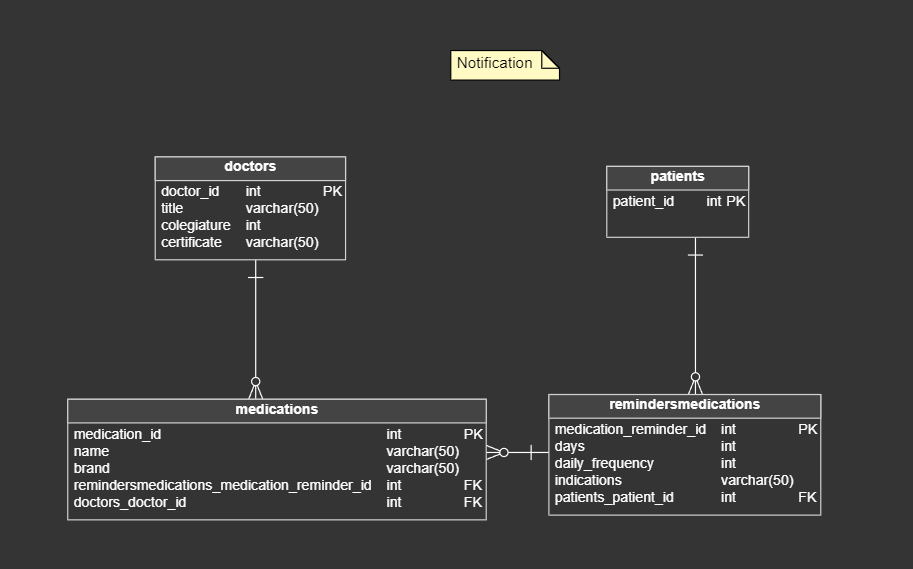 Notification
doctors
doctor_id int PK
title varchar(50)
colegiature int
certificate varchar(50)
patients
patient_id int PK
medications
medication_id int PK
name varchar(50)
brand varchar(50)
remindersmedications_medication_reminder_id int FK
doctors_doctor_id int FK
remindersmedications
medication_reminder_id int PK
days int
daily_frequency int
indications varchar(50)
patients_patient_id int FK